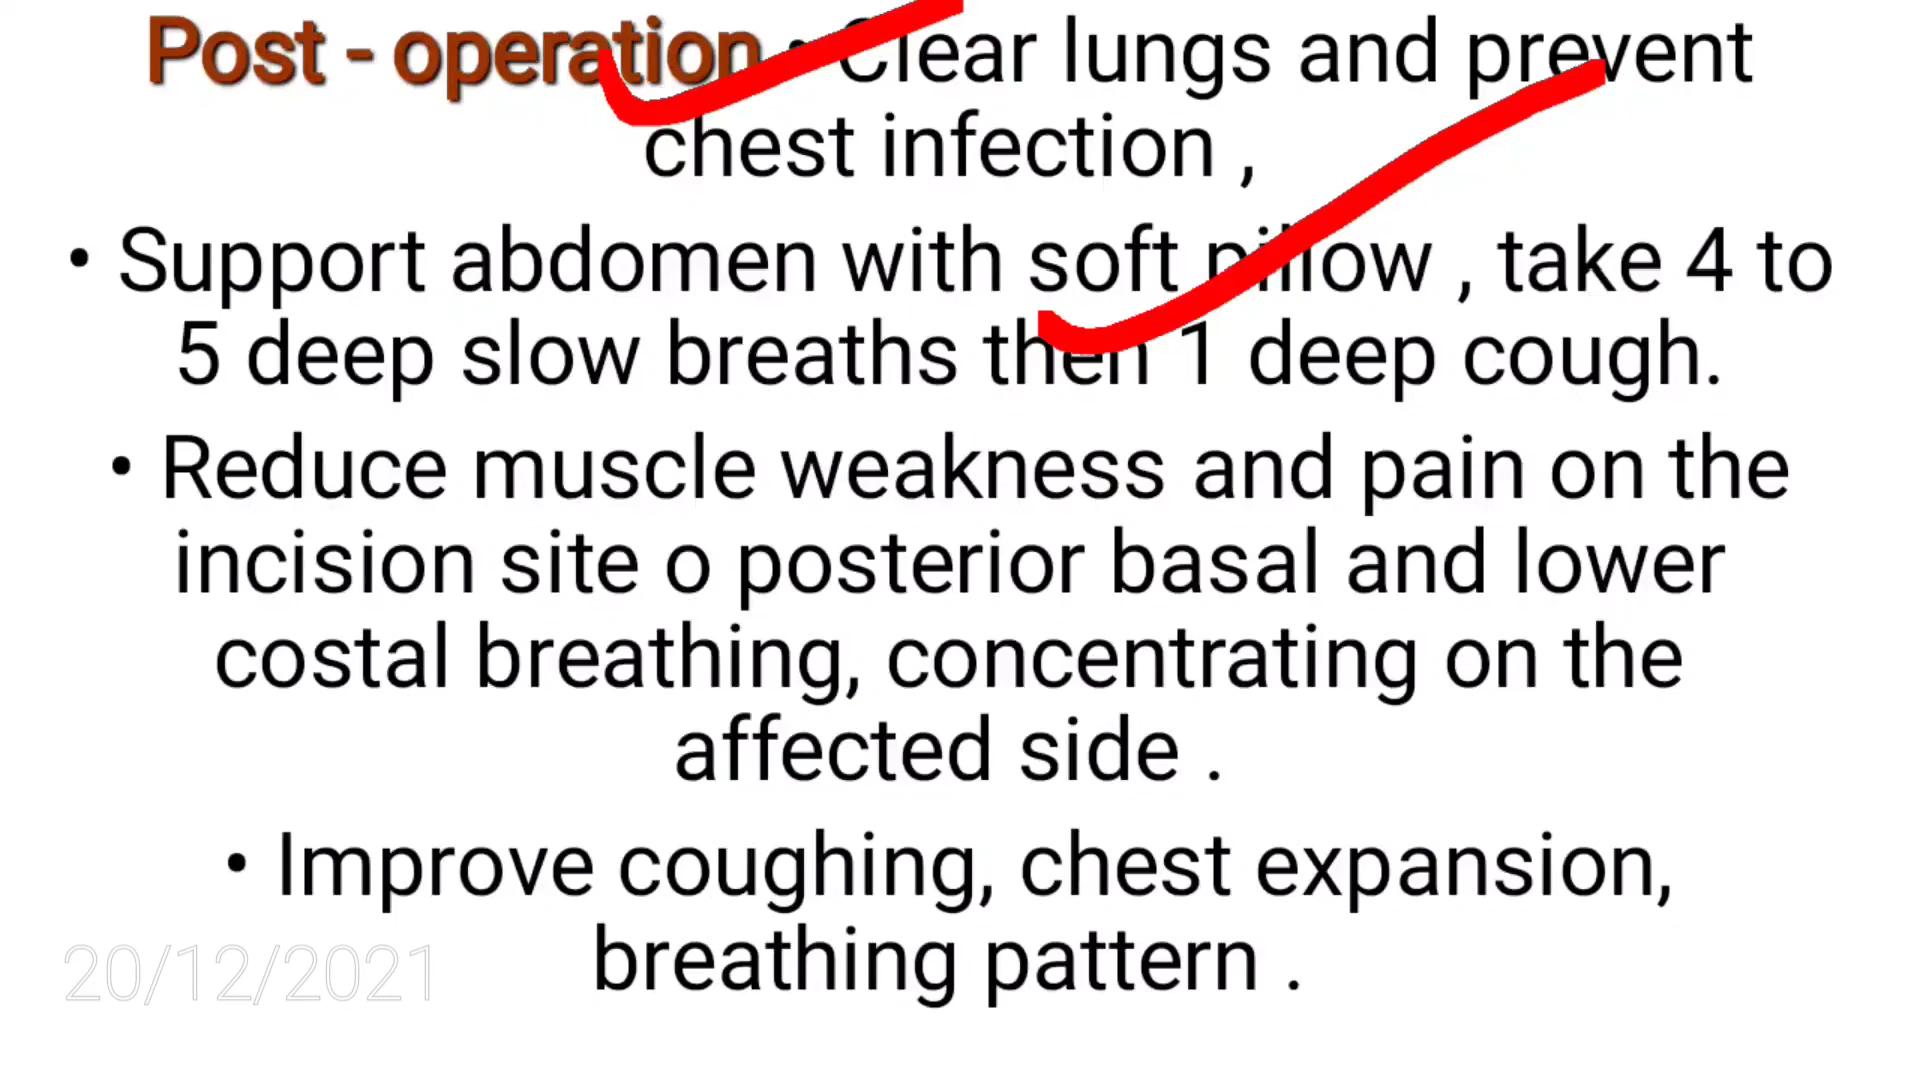 Post - operation • Clear lungs and prevent
chest infection ,
• Support abdomen with soft pillow , take 4 to
5 deep slow breaths then 1 deep cough.
• Reduce muscle weakness and pain on the
incision site o posterior basal and lower
costal breathing, concentrating on the
affected side .
• Improve coughing, chest expansion,
breathing pattern .
20/12/2021